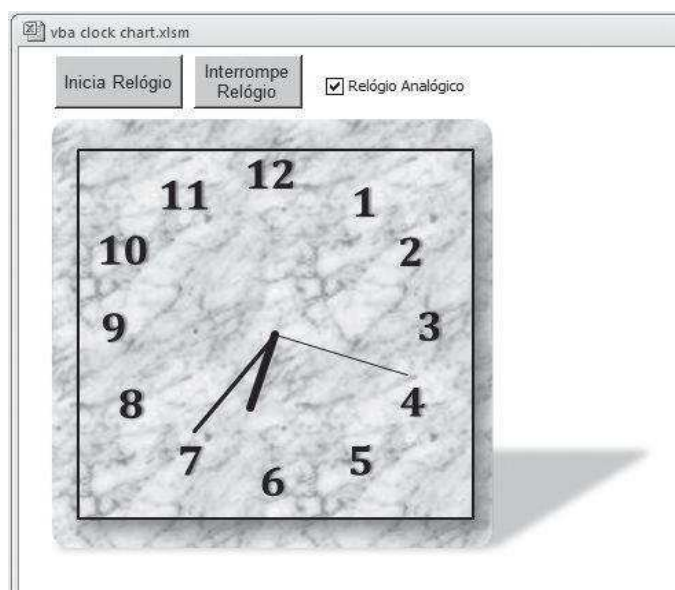 vba clock chart.xlsm
Inicia Relógio
Interrompe
Relógio
Relógio Analógico
12
11
1
10
2
9
3
8
4
7
5
6